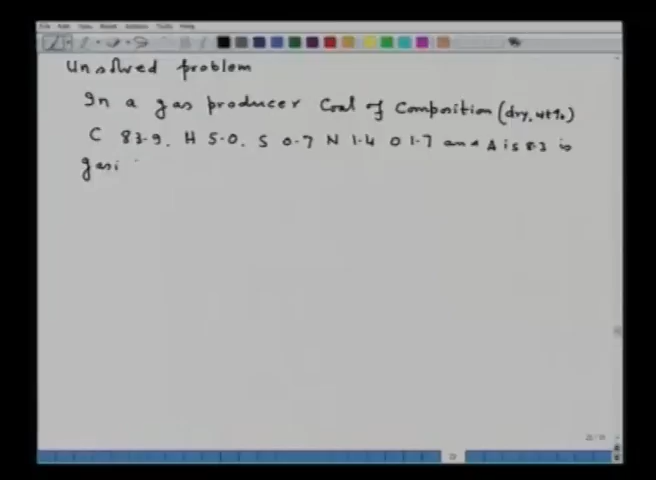 Unsolved problem
In a gas producer Coal of Composition (dry, wt%)
C 83.9. H 5.0. S 0.7 N 1.4 O 1.7 and A is 8.3 is
gasi